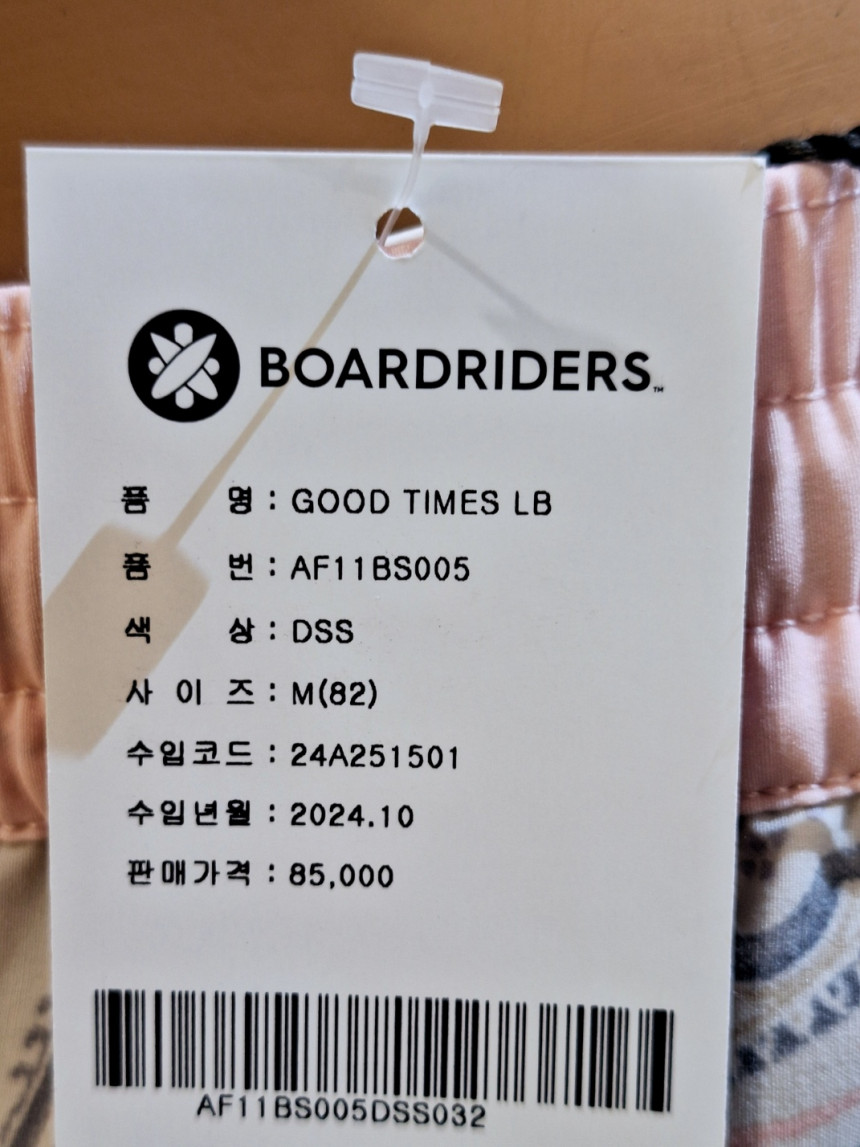 BOARDRIDERS™
품 명 : GOOD TIMES LB
품 번 : AF11BS005
색 상 : DSS
사 이 즈 : M(82)
수입코드 : 24A251501
수입년월 : 2024.10
판매가격 : 85,000
AF11BS005DSS032